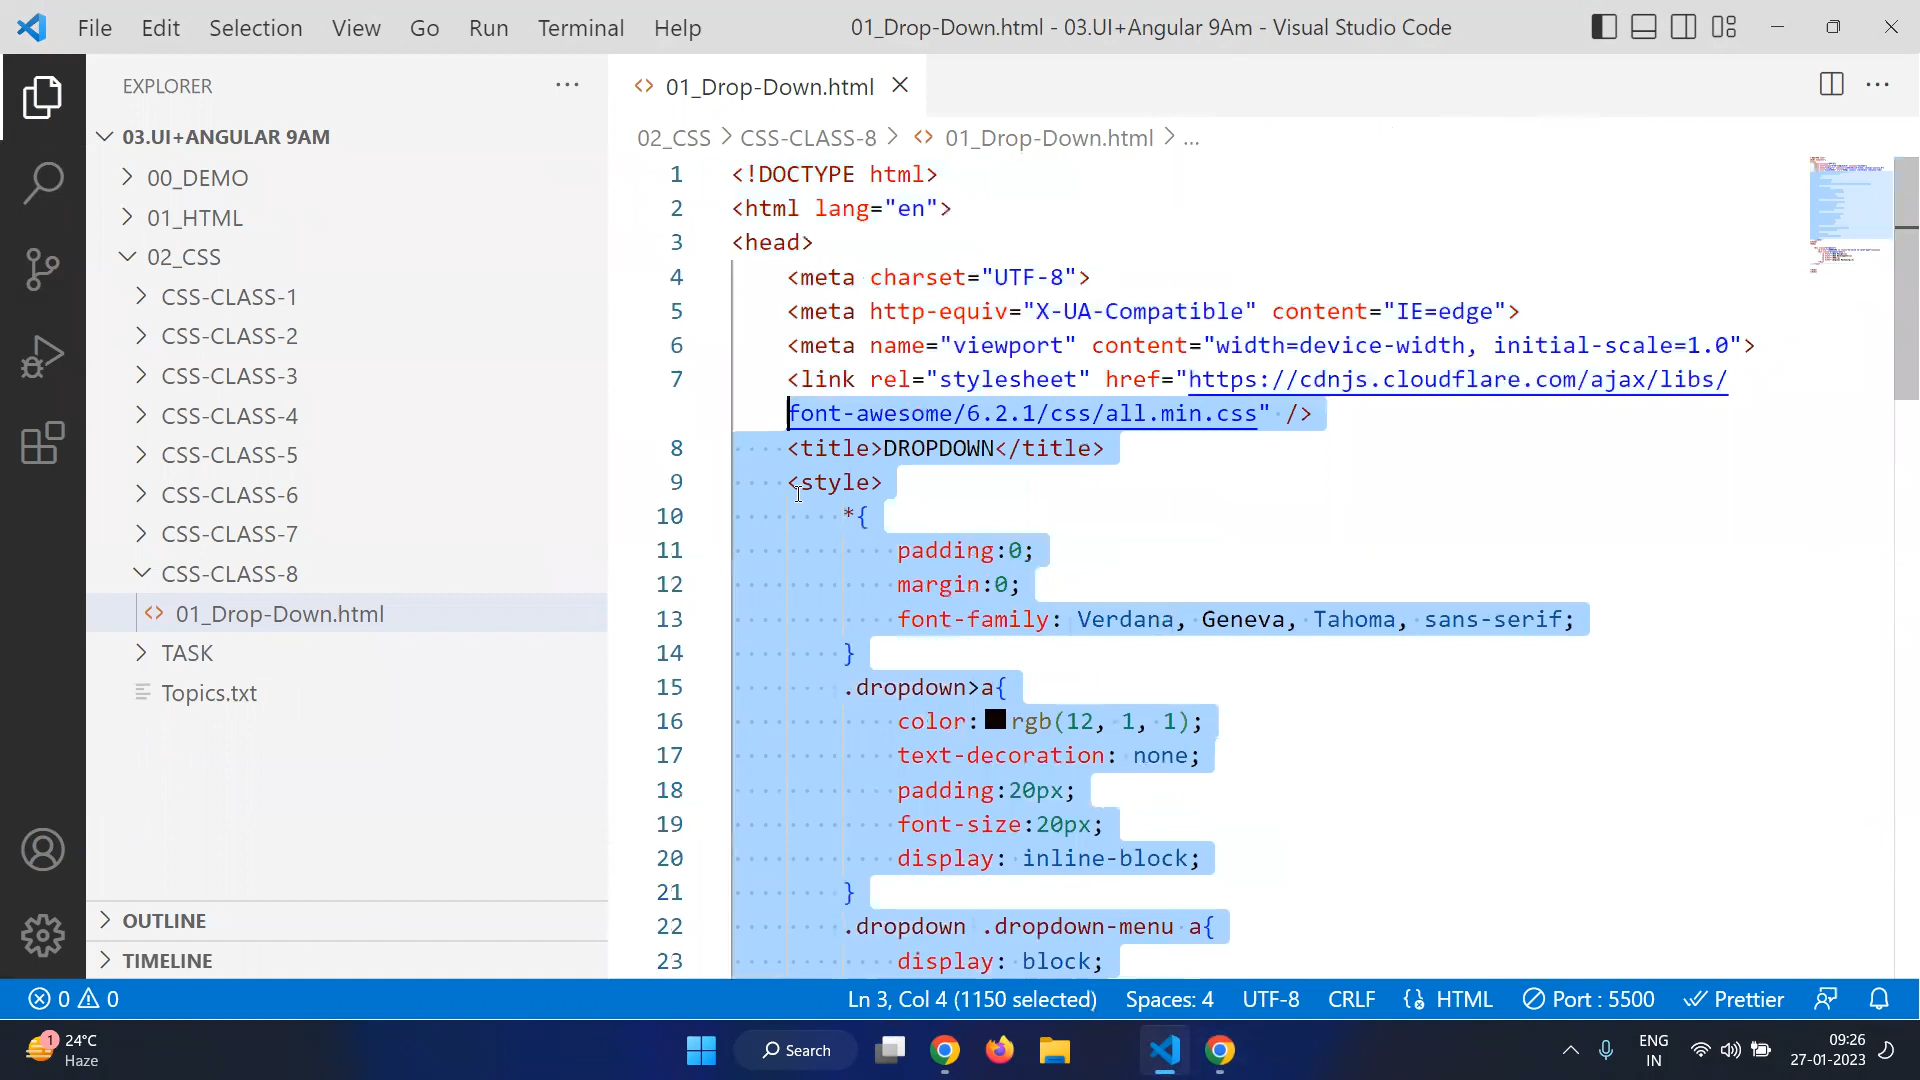 File Edit Selection View Go Run Terminal Help
01_Drop-Down.html - 03.UI+Angular 9Am - Visual Studio Code
EXPLORER
03.UI+ANGULAR 9AM
00_DEMO
01_HTML
02_CSS
CSS-CLASS-1
CSS-CLASS-2
CSS-CLASS-3
CSS-CLASS-4
CSS-CLASS-5
CSS-CLASS-6
CSS-CLASS-7
CSS-CLASS-8
01_Drop-Down.html
TASK
Topics.txt
OUTLINE
TIMELINE
01_Drop-Down.html
02_CSS > CSS-CLASS-8 > 01_Drop-Down.html > ...
1 <!DOCTYPE html>
2 <html lang="en">
3 <head>
4 <meta charset="UTF-8">
5 <meta http-equiv="X-UA-Compatible" content="IE=edge">
6 <meta name="viewport" content="width=device-width, initial-scale=1.0">
7 <link rel="stylesheet" href="https://cdnjs.cloudflare.com/ajax/libs/
font-awesome/6.2.1/css/all.min.css" />
8 <title>DROPDOWN</title>
9 <style>
10 *{
11 padding:0;
12 margin:0;
13 font-family: Verdana, Geneva, Tahoma, sans-serif;
14 }
15 .dropdown>a{
16 color: rgb(12, 1, 1);
17 text-decoration: none;
18 padding:20px;
19 font-size:20px;
20 display: inline-block;
21 }
22 .dropdown .dropdown-menu a{
23 display: block;
0 0
Ln 3, Col 4 (1150 selected) Spaces: 4 UTF-8 CRLF HTML Port : 5500 Prettier
1 24°C
Haze
Search
ENG
IN
09:26
27-01-2023